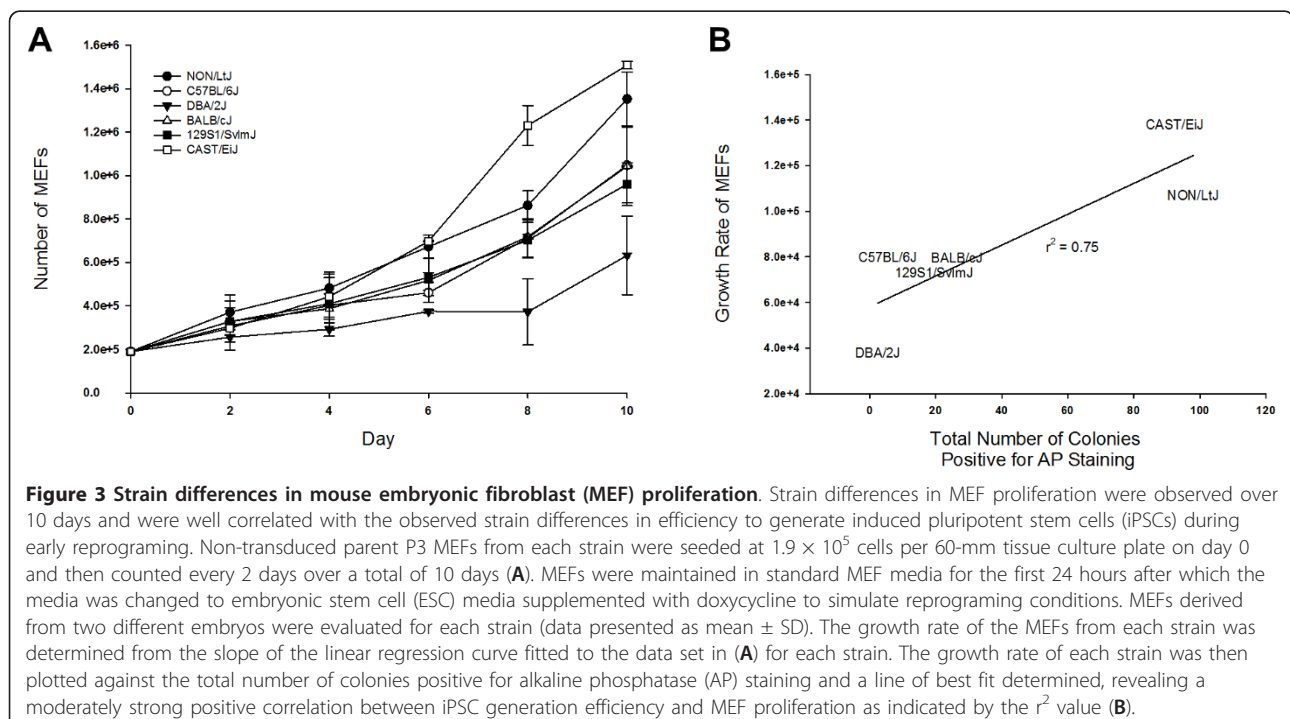 A
1.6e+6
1.4e+6
1.2e+6
1.0e+6
8.0e+5
6.0e+5
4.0e+5
2.0e+5
0.0
Number of MEFs
NON/LtJ
C57BL/6J
DBA/2J
BALB/cJ
129S1/SvImJ
CAST/EiJ
0 2 4 6 8 10
Day
B
1.6e+5
1.4e+5
1.2e+5
1.0e+5
8.0e+4
6.0e+4
4.0e+4
2.0e+4
Growth Rate of MEFs
CAST/EiJ
NON/LtJ
r² = 0.75
C57BL/6J BALB/cJ
129S1/SvImJ
DBA/2J
0 20 40 60 80 100 120
Total Number of Colonies
Positive for AP Staining
Figure 3 Strain differences in mouse embryonic fibroblast (MEF) proliferation. Strain differences in MEF proliferation were observed over
10 days and were well correlated with the observed strain differences in efficiency to generate induced pluripotent stem cells (iPSCs) during
early reprograming. Non-transduced parent P3 MEFs from each strain were seeded at 1.9 × 10⁵ cells per 60-mm tissue culture plate on day 0
and then counted every 2 days over a total of 10 days (A). MEFs were maintained in standard MEF media for the first 24 hours after which the
media was changed to embryonic stem cell (ESC) media supplemented with doxycycline to simulate reprograming conditions. MEFs derived
from two different embryos were evaluated for each strain (data presented as mean ± SD). The growth rate of the MEFs from each strain was
determined from the slope of the linear regression curve fitted to the data set in (A) for each strain. The growth rate of each strain was then
plotted against the total number of colonies positive for alkaline phosphatase (AP) staining and a line of best fit determined, revealing a
moderately strong positive correlation between iPSC generation efficiency and MEF proliferation as indicated by the r² value (B).